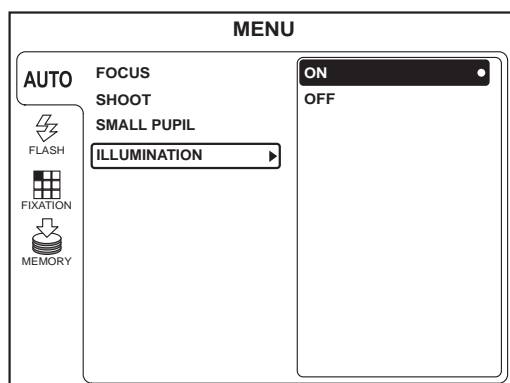 MENU
AUTO
FLASH
FIXATION
MEMORY
FOCUS
SHOOT
SMALL PUPIL
ILLUMINATION
ON
OFF